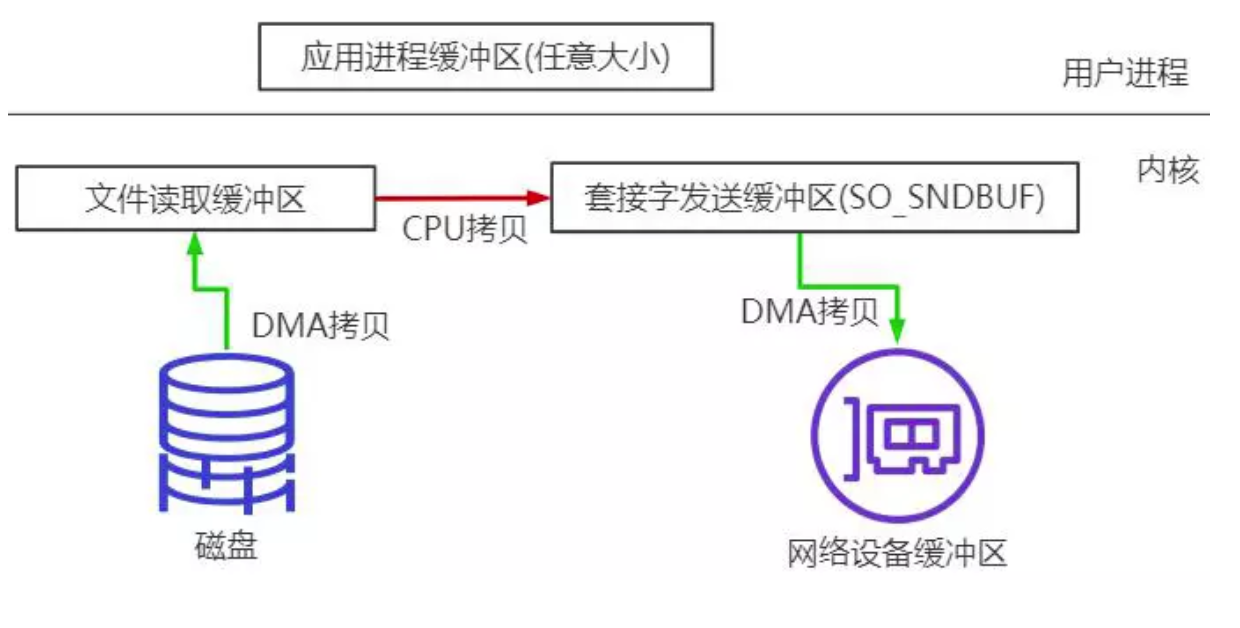 应用进程缓冲区(任意大小)
用户进程
内核
文件读取缓冲区
套接字发送缓冲区(SO_SNDBUF)
CPU拷贝
DMA拷贝
DMA拷贝
磁盘
网络设备缓冲区